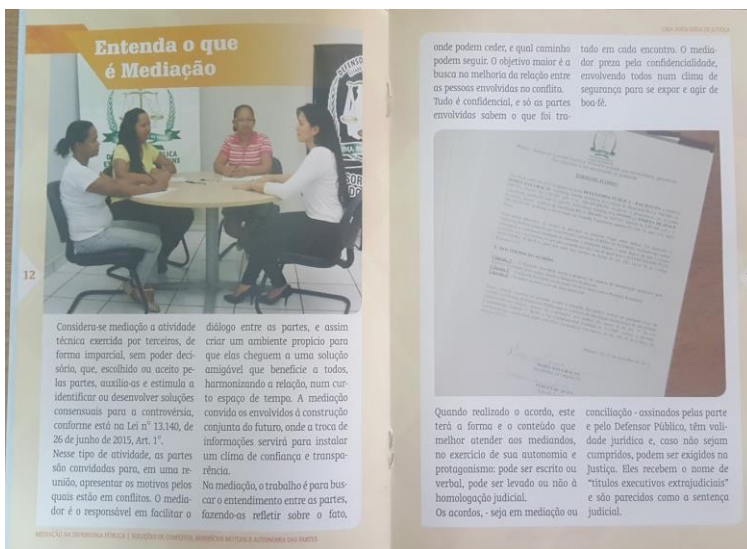 Entenda o que
é Mediação
12
Considera-se mediação a atividade
técnica exercida por terceiros, de
forma imparcial, sem poder deci-
sório, que, escolhido ou aceito pe-
las partes, auxilia-as e estimula a
identificar ou desenvolver soluções
consensuais para a controvérsia,
conforme está na Lei nº 13.140, de
26 de junho de 2015, Art. 1º.
Nesse tipo de atividade, as partes
são convidadas para, em uma re-
união, apresentar os motivos pelos
quais estão em conflitos. O media-
dor é o responsável em facilitar o
diálogo entre as partes, e assim
criar um ambiente propício para
que elas cheguem a uma solução
amigável que beneficie a todos,
harmonizando a relação, num cur-
to espaço de tempo. A mediação
convida os envolvidos à construção
conjunta do futuro, onde a troca de
informações servirá para instalar
um clima de confiança e transpa-
rência.
Na mediação, o trabalho é para bus-
car o entendimento entre as partes,
fazendo-as refletir sobre o fato,
MEDIAÇÃO NA DEFENSORIA PÚBLICA | SOLUÇÕES DE CONFLITOS, BENEFÍCIOS MÚTUOS E AUTONOMIA DAS PARTES
onde podem ceder, e qual caminho
podem seguir. O objetivo maior é a
busca na melhoria da relação entre
as pessoas envolvidas no conflito.
Tudo é confidencial, e só as partes
envolvidas sabem o que foi tra-
tado em cada encontro. O media-
dor preza pela confidencialidade,
envolvendo todos num clima de
segurança para se expor e agir de
boa-fé.
Quando realizado o acordo, este
terá a forma e o conteúdo que
melhor atender aos mediandos,
no exercício de sua autonomia e
protagonismo: pode ser escrito ou
verbal, pode ser levado ou não à
homologação judicial.
Os acordos, - seja em mediação ou
conciliação - assinados pelas parte
e pelo Defensor Público, têm vali-
dade jurídica e, caso não sejam
cumpridos, podem ser exigidos na
Justiça. Eles recebem o nome de
“títulos executivos extrajudiciais”
e são parecidos como a sentença
judicial.